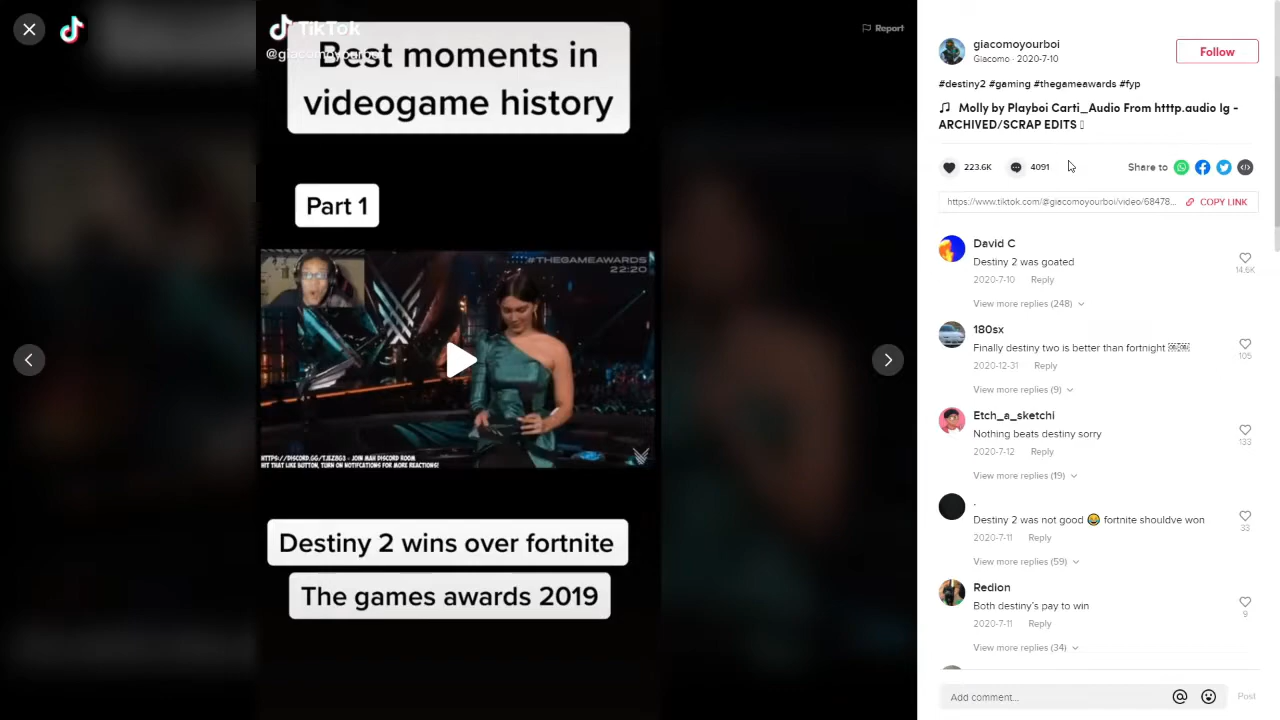 TikTok
@giacomoyourboi
Report
Best moments in
videogame history
Part 1
#THEGAMEAWARDS
22:20
HTTPS://DISCORD.GG/TJEZBG3 - JOIN MAH DISCORD ROOM
HIT THAT LIKE BUTTON, TURN ON NOTIFCATIONS FOR MORE REACTIONS!
Destiny 2 wins over fortnite
The games awards 2019
giacomoyourboi
Giacomo · 2020-7-10
Follow
#destiny2 #gaming #thegameawards #fyp
Molly by Playboi Carti_Audio From htttp.audio Ig -
ARCHIVED/SCRAP EDITS
223.6K
4091
Share to
https://www.tiktok.com/@giacomoyourboi/video/68478...
COPY LINK
David C
Destiny 2 was goated
2020-7-10 Reply
14.6K
View more replies (248)
180sx
Finally destiny two is better than fortnight
2020-12-31 Reply
105
View more replies (9)
Etch_a_sketchi
Nothing beats destiny sorry
2020-7-12 Reply
133
View more replies (19)
.
Destiny 2 was not good 😂 fortnite shouldve won
2020-7-11 Reply
33
View more replies (59)
Redion
Both destiny's pay to win
2020-7-11 Reply
9
View more replies (34)
Add comment...
Post